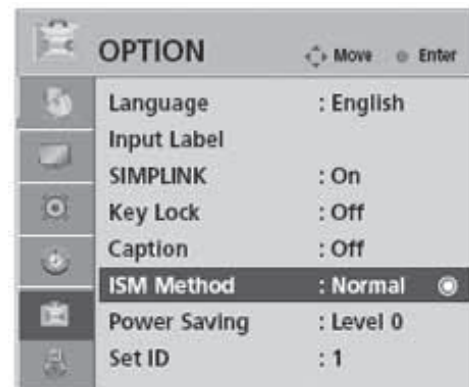 OPTION Move Enter
Language : English
Input Label
SIMPLINK : On
Key Lock : Off
Caption : Off
ISM Method : Normal
Power Saving : Level 0
Set ID : 1